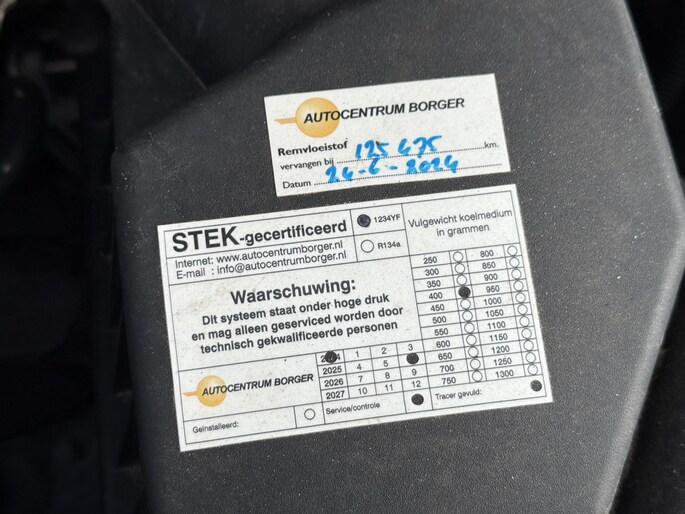 AUTOCENTRUM BORGER
Remvloeistof
vervangen bij 125 475 km.
Datum 24-6-2024
STEK-gecertificeerd
Internet: www.autocentrumborger.nl
E-mail : info@autocentrumborger.nl
1234YF
R134a
Vulgewicht koelmedium
in grammen
Waarschuwing:
Dit systeem staat onder hoge druk
en mag alleen geserviced worden door
technisch gekwalificeerde personen
250 800
300 850
350 900
400 950
450 1000
500 1050
550 1100
600 1150
650 1200
700 1250
750 1300
AUTOCENTRUM BORGER
2024 1 2 3
2025 4 5
2026 7 8 9
2027 10 11 12
Geïnstalleerd:
Service/controle
Tracer gevuld: